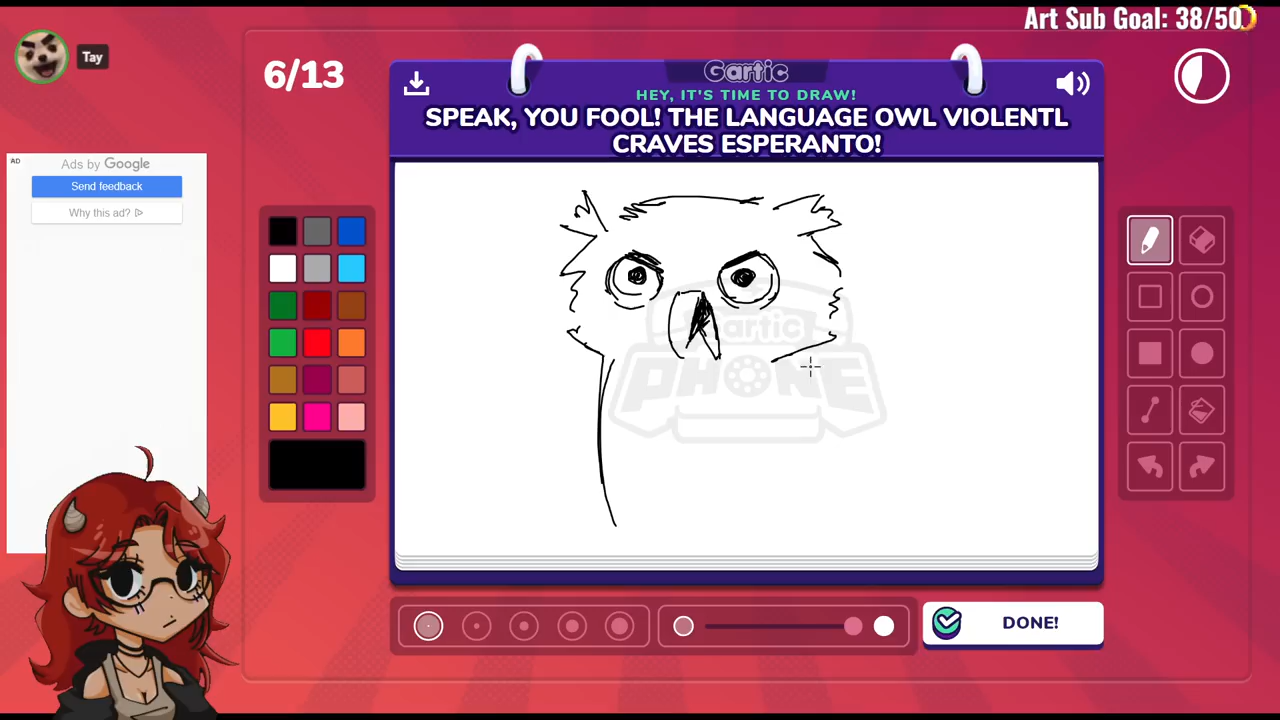 Art Sub Goal: 38/50
Tay
6/13
Gartic
HEY, IT'S TIME TO DRAW!
SPEAK, YOU FOOL! THE LANGUAGE OWL VIOLENTL
CRAVES ESPERANTO!
AD
Ads by Google
Send feedback
Why this ad?
Gartic
PHONE
DONE!